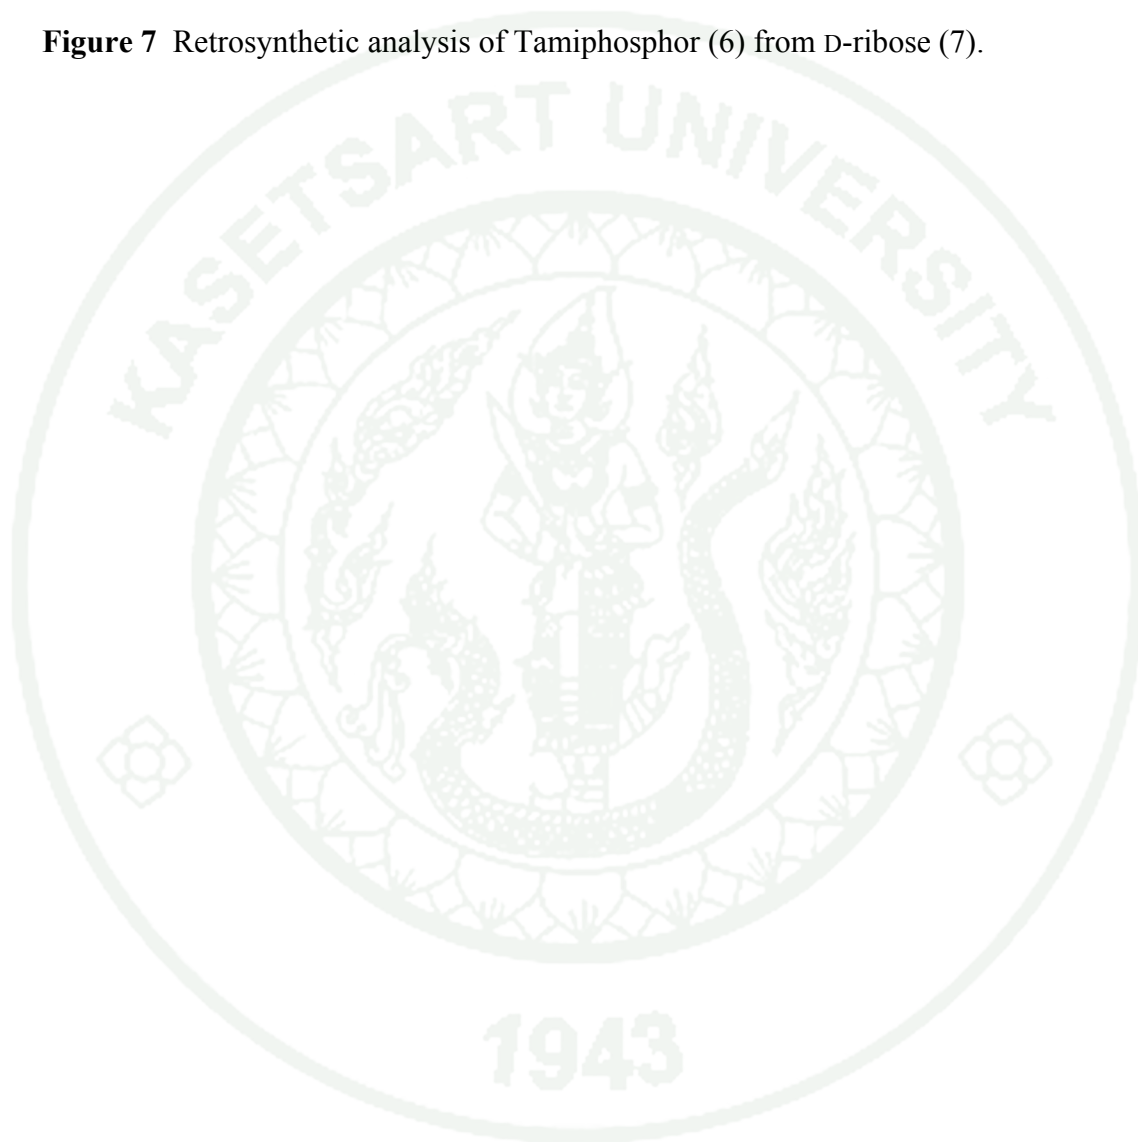 Figure 7 Retrosynthetic analysis of Tamiphosphor (6) from D-ribose (7).
KASETSART UNIVERSITY
1943